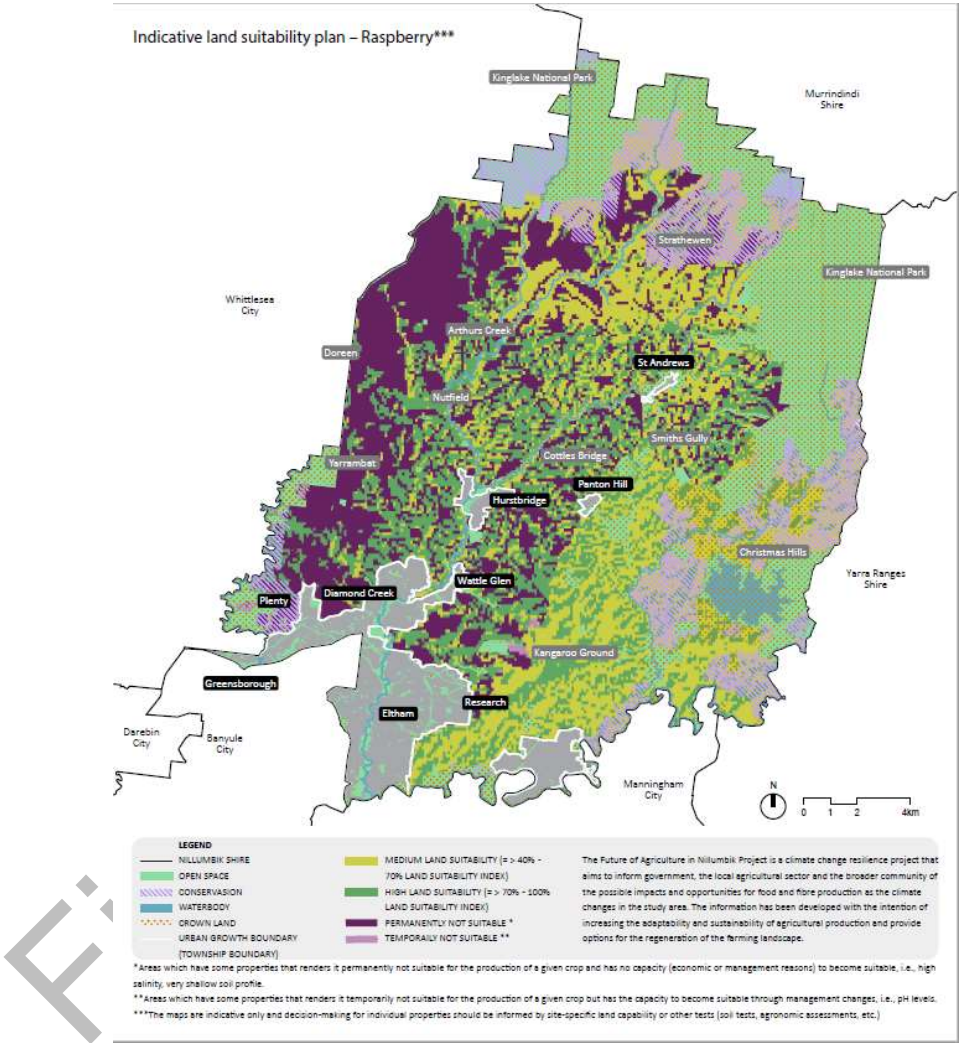 Indicative land suitability plan – Raspberry***
Kinglake National Park
Murrindindi
Shire
Strathewen
Kinglake National Park
Whittlesea
City
Arthurs Creek
Doreen
St Andrews
Nutfield
Smiths Gully
Cottles Bridge
Yarrambat
Panton Hill
Hurstbridge
Christmas Hills
Yarra Ranges
Shire
Wattle Glen
Diamond Creek
Plenty
Kangaroo Ground
Greensborough
Research
Eltham
Darebin
City
Banyule
City
Manningham
City
N
0 1 2 4km
LEGEND
NILLUMBIK SHIRE
OPEN SPACE
CONSERVASION
WATERBODY
CROWN LAND
URBAN GROWTH BOUNDARY
(TOWNSHIP BOUNDARY)
MEDIUM LAND SUITABILITY (= > 40% -
70% LAND SUITABILITY INDEX)
HIGH LAND SUITABILITY (= > 70% - 100%
LAND SUITABILITY INDEX)
PERMANENTLY NOT SUITABLE *
TEMPORAILY NOT SUITABLE **
The Future of Agriculture in Nillumbik Project is a climate change resilience project that
aims to inform government, the local agricultural sector and the broader community of
the possible impacts and opportunities for food and fibre production as the climate
changes in the study area. The information has been developed with the intention of
increasing the adaptability and sustainability of agricultural production and provide
options for the regeneration of the farming landscape.
*Areas which have some properties that renders it permanently not suitable for the production of a given crop and has no capacity (economic or management reasons) to become suitable, i.e., high
salinity, very shallow soil profile.
**Areas which have some properties that renders it temporarily not suitable for the production of a given crop but has the capacity to become suitable through management changes, i.e., pH levels.
***The maps are indicative only and decision-making for individual properties should be informed by site-specific land capability or other tests (soil tests, agronomic assessments, etc.)